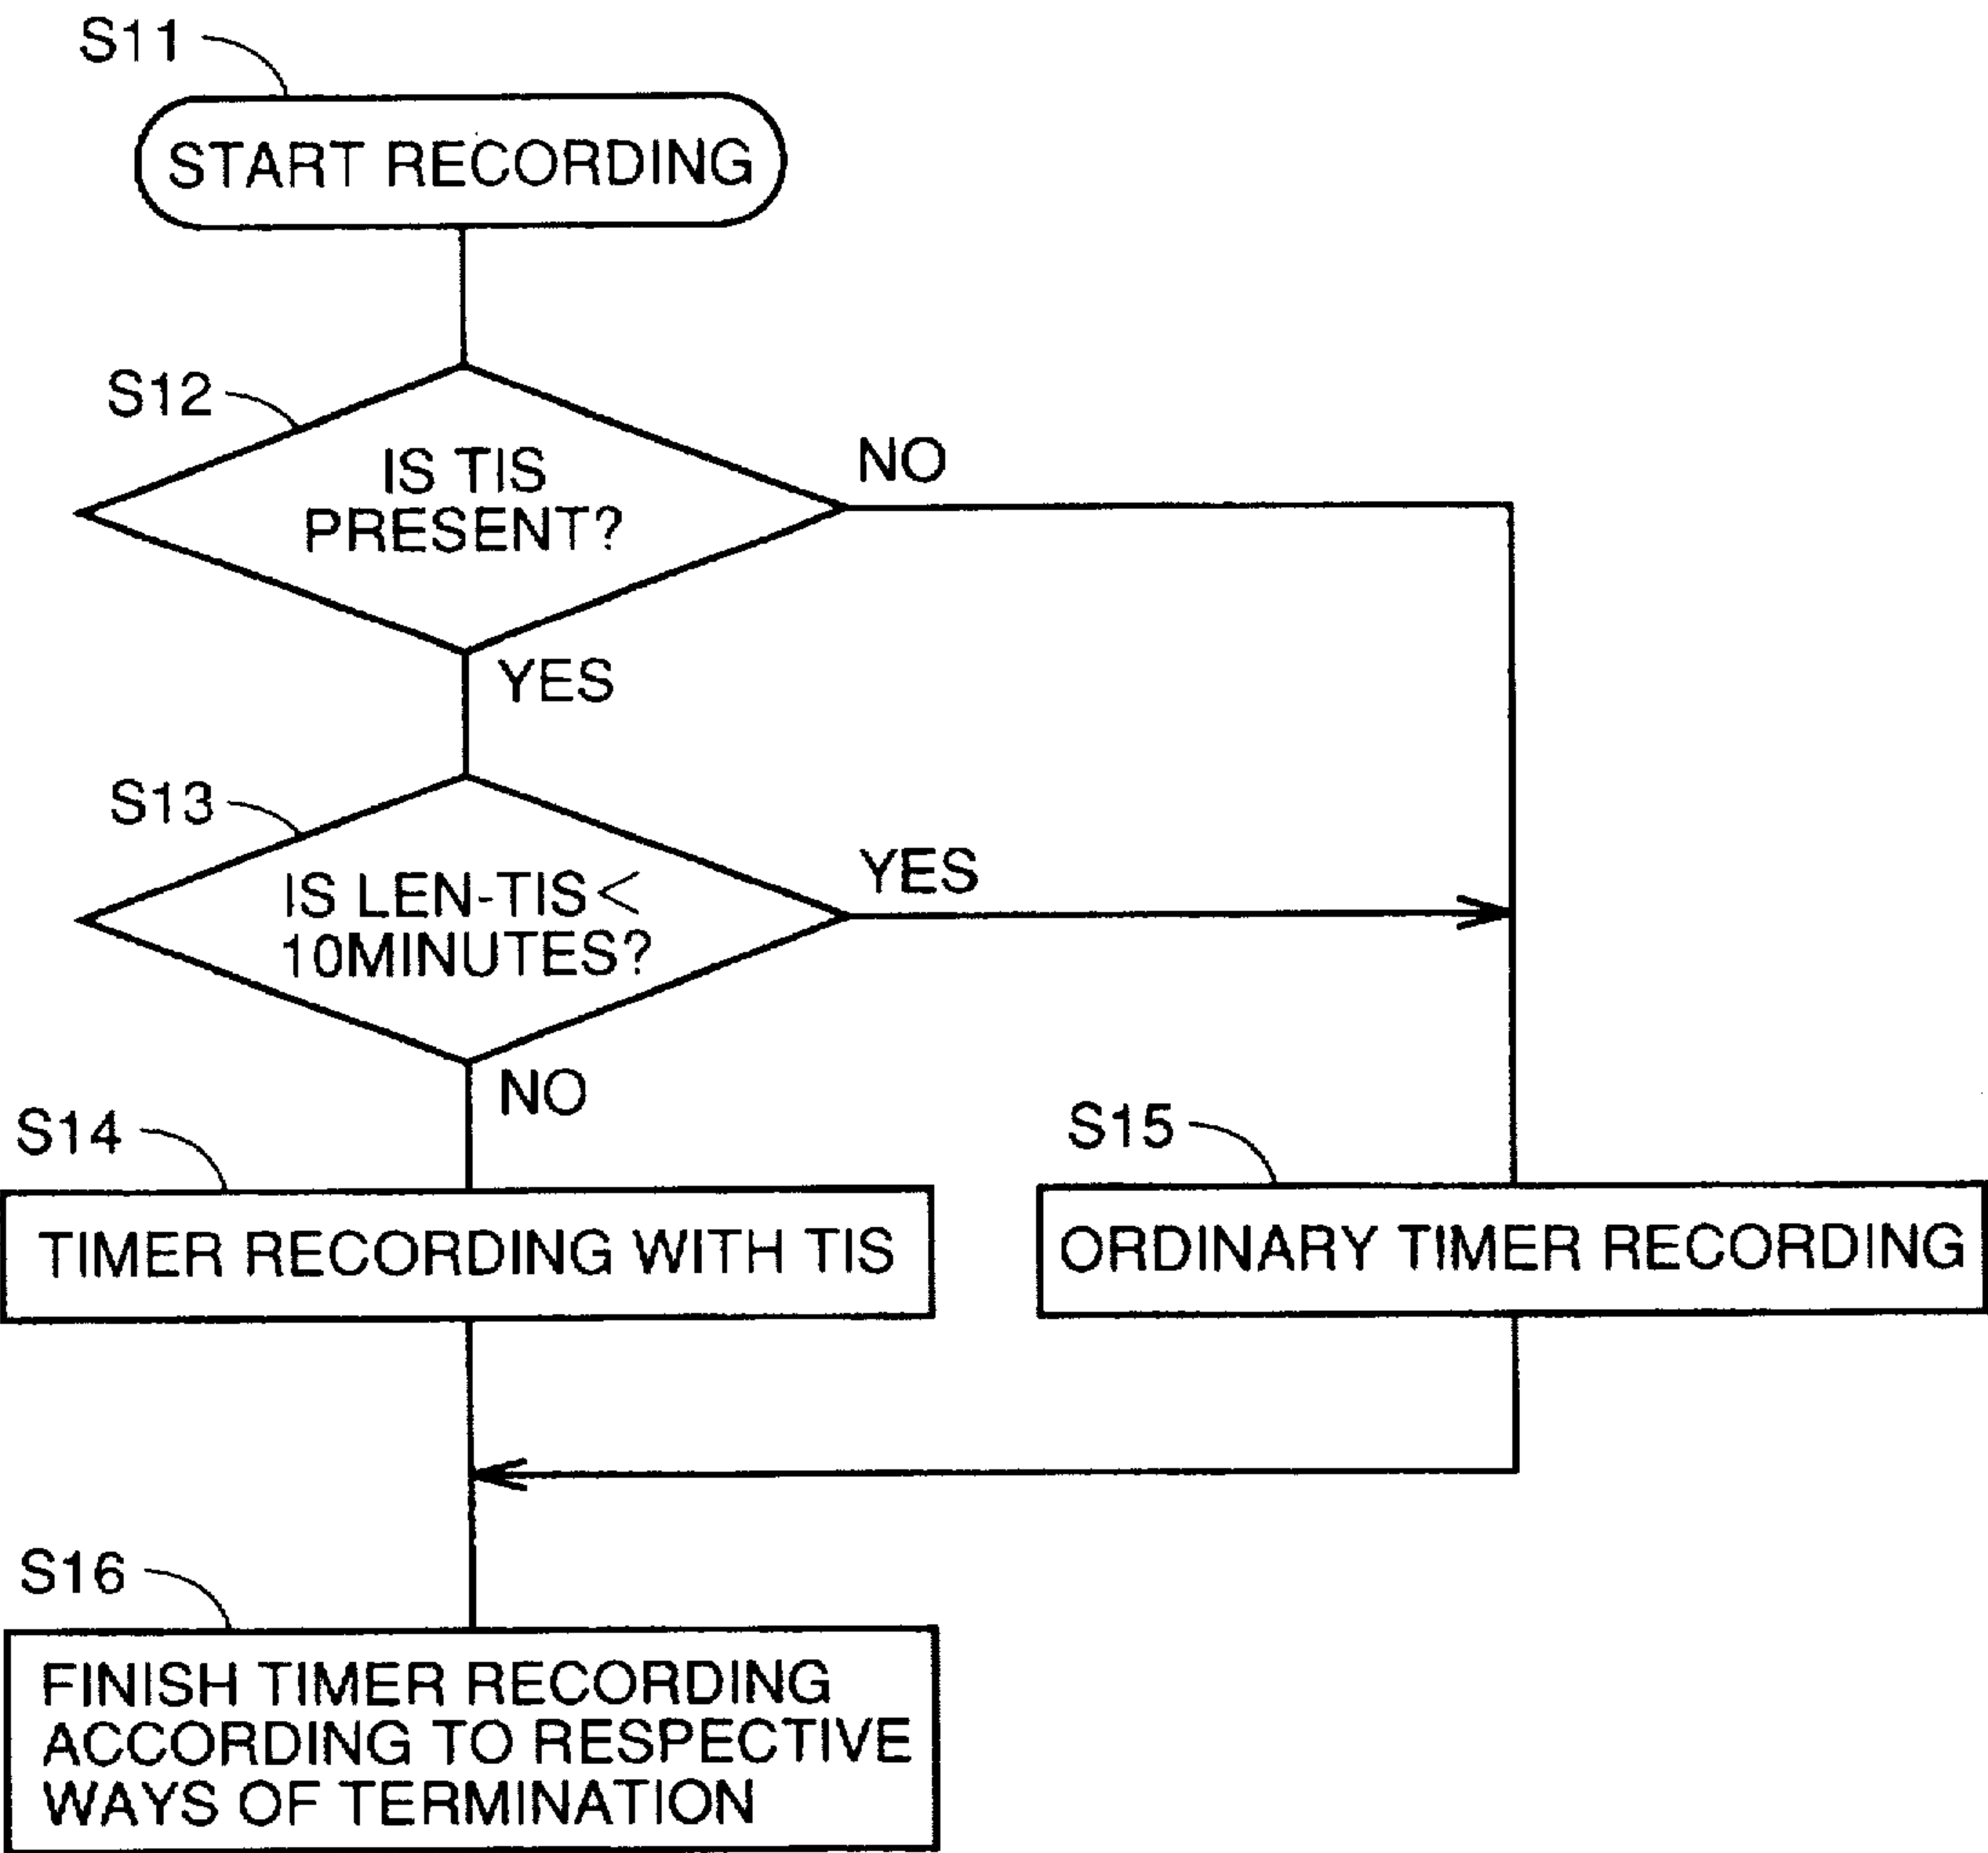 S11
START RECORDING
S12
IS TIS
PRESENT?
NO
YES
S13
IS LEN-TIS <
10MINUTES?
YES
NO
S14
TIMER RECORDING WITH TIS
S15
ORDINARY TIMER RECORDING
S16
FINISH TIMER RECORDING
ACCORDING TO RESPECTIVE
WAYS OF TERMINATION